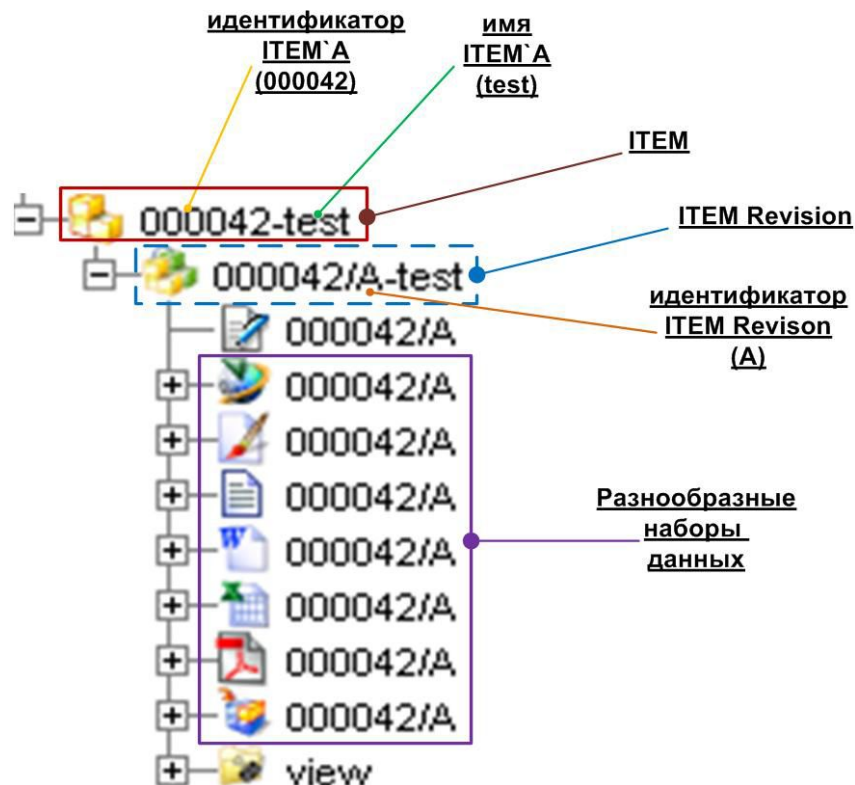 идентификатор
ITEM`A
(000042)
имя
ITEM`A
(test)
ITEM
000042-test
ITEM Revision
000042/A-test
идентификатор
ITEM Revison
(A)
000042/A
000042/A
000042/A
000042/A
000042/A
000042/A
000042/A
000042/A
Разнообразные
наборы
данных
view